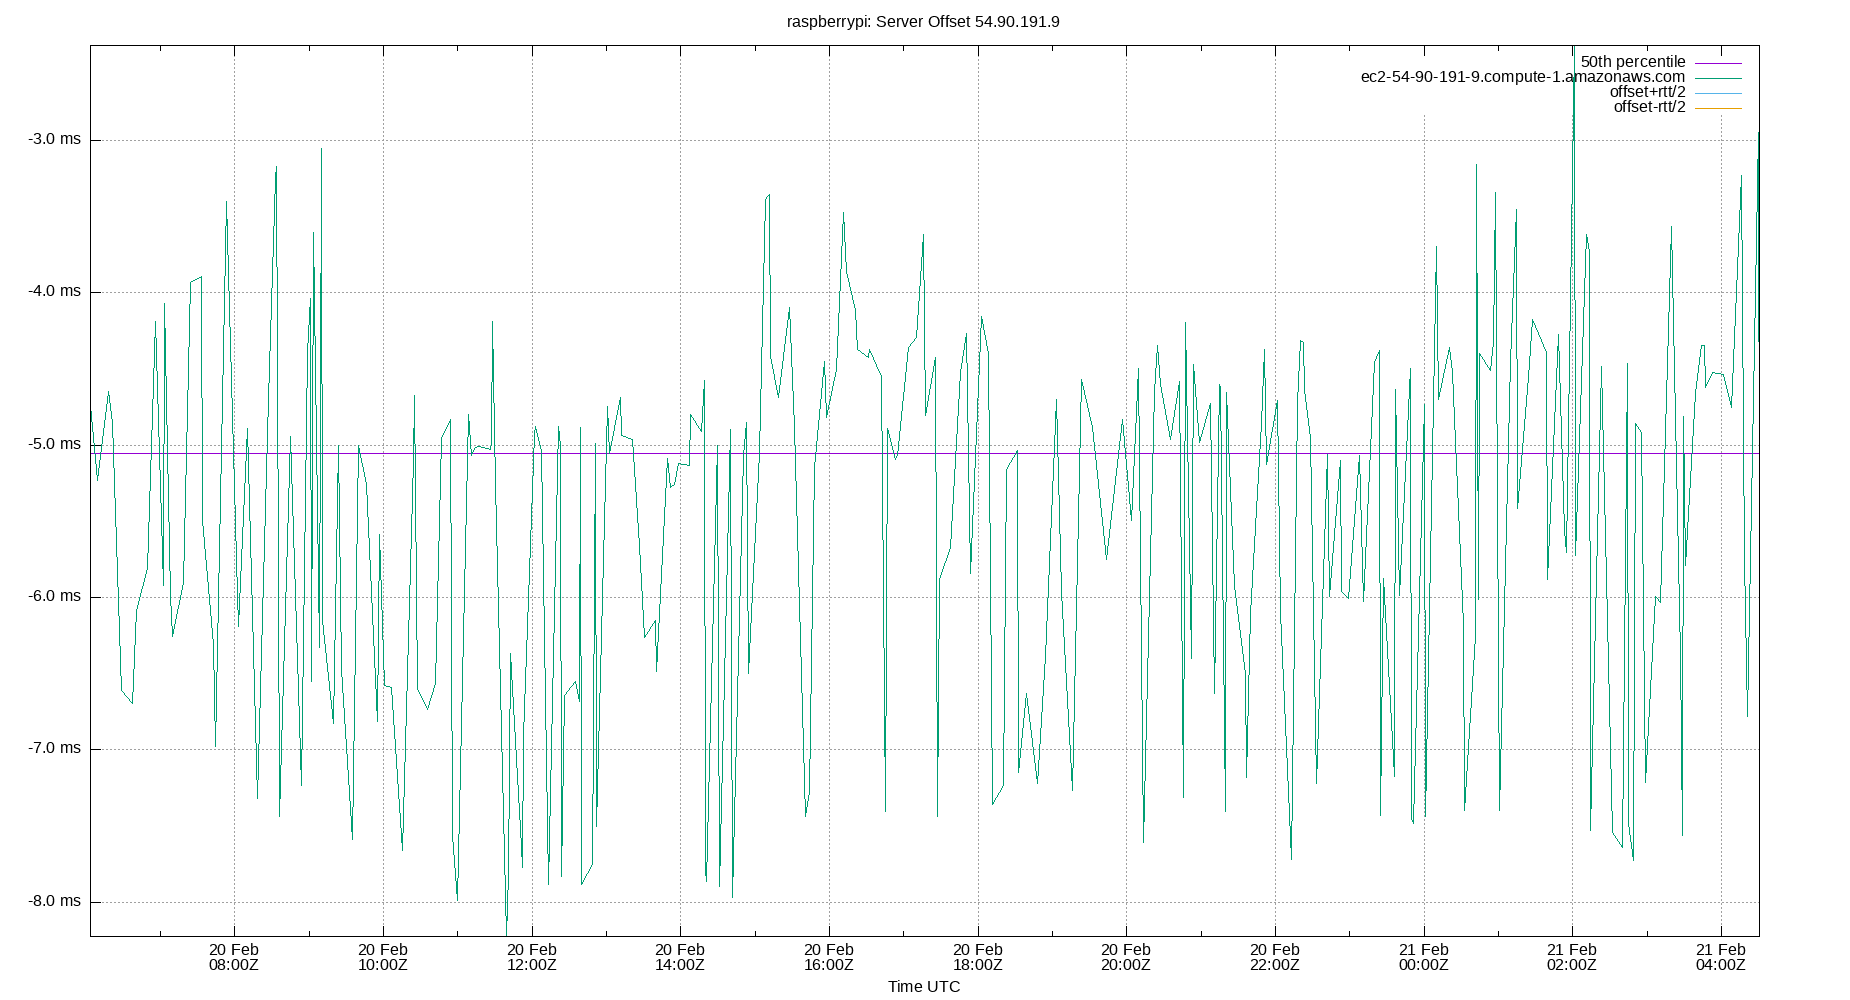 raspberrypi: Server Offset 54.90.191.9
50th percentile
ec2-54-90-191-9.compute-1.amazonaws.com
offset+rtt/2
offset-rtt/2
-3.0 ms
-4.0 ms
-5.0 ms
-6.0 ms
-7.0 ms
-8.0 ms
20 Feb 20 Feb 20 Feb 20 Feb 20 Feb 20 Feb 20 Feb 20 Feb 21 Feb 21 Feb 21 Feb
08:00Z 10:00Z 12:00Z 14:00Z 16:00Z 18:00Z 20:00Z 22:00Z 00:00Z 02:00Z 04:00Z
Time UTC